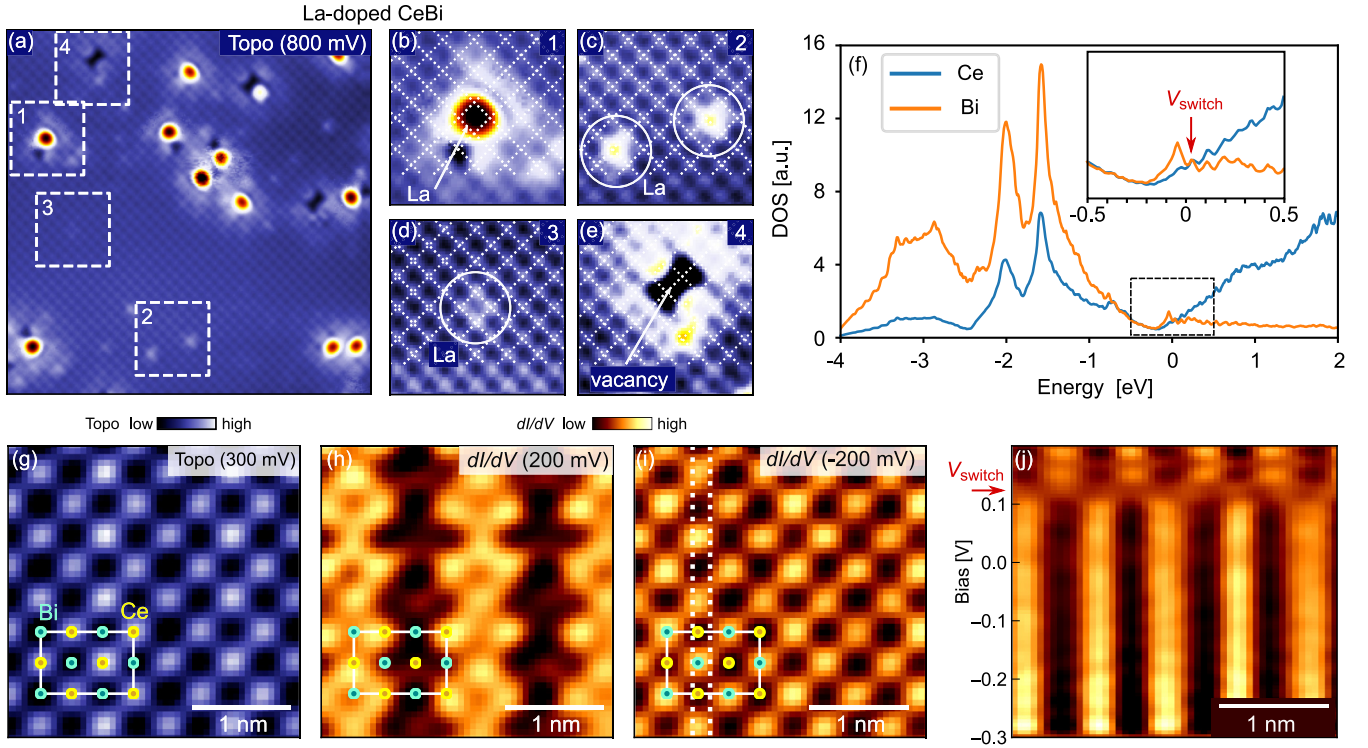 La-doped CeBi
(a) Topo (800 mV)
4
1
3
2
(b) 1
La
(c) 2
La
(d) 3
La
(e) 4
vacancy
(f)
Ce
Bi
V_switch
-0.5 0 0.5
16
12
8
4
0
DOS [a.u.]
-4 -3 -2 -1 0 1 2
Energy [eV]
Topo low high
dI/dV low high
(g) Topo (300 mV)
Bi Ce
1 nm
(h) dI/dV (200 mV)
1 nm
(i) dI/dV (-200 mV)
1 nm
(j)
V_switch
0.1
0.0
-0.1
-0.2
-0.3
Bias [V]
1 nm